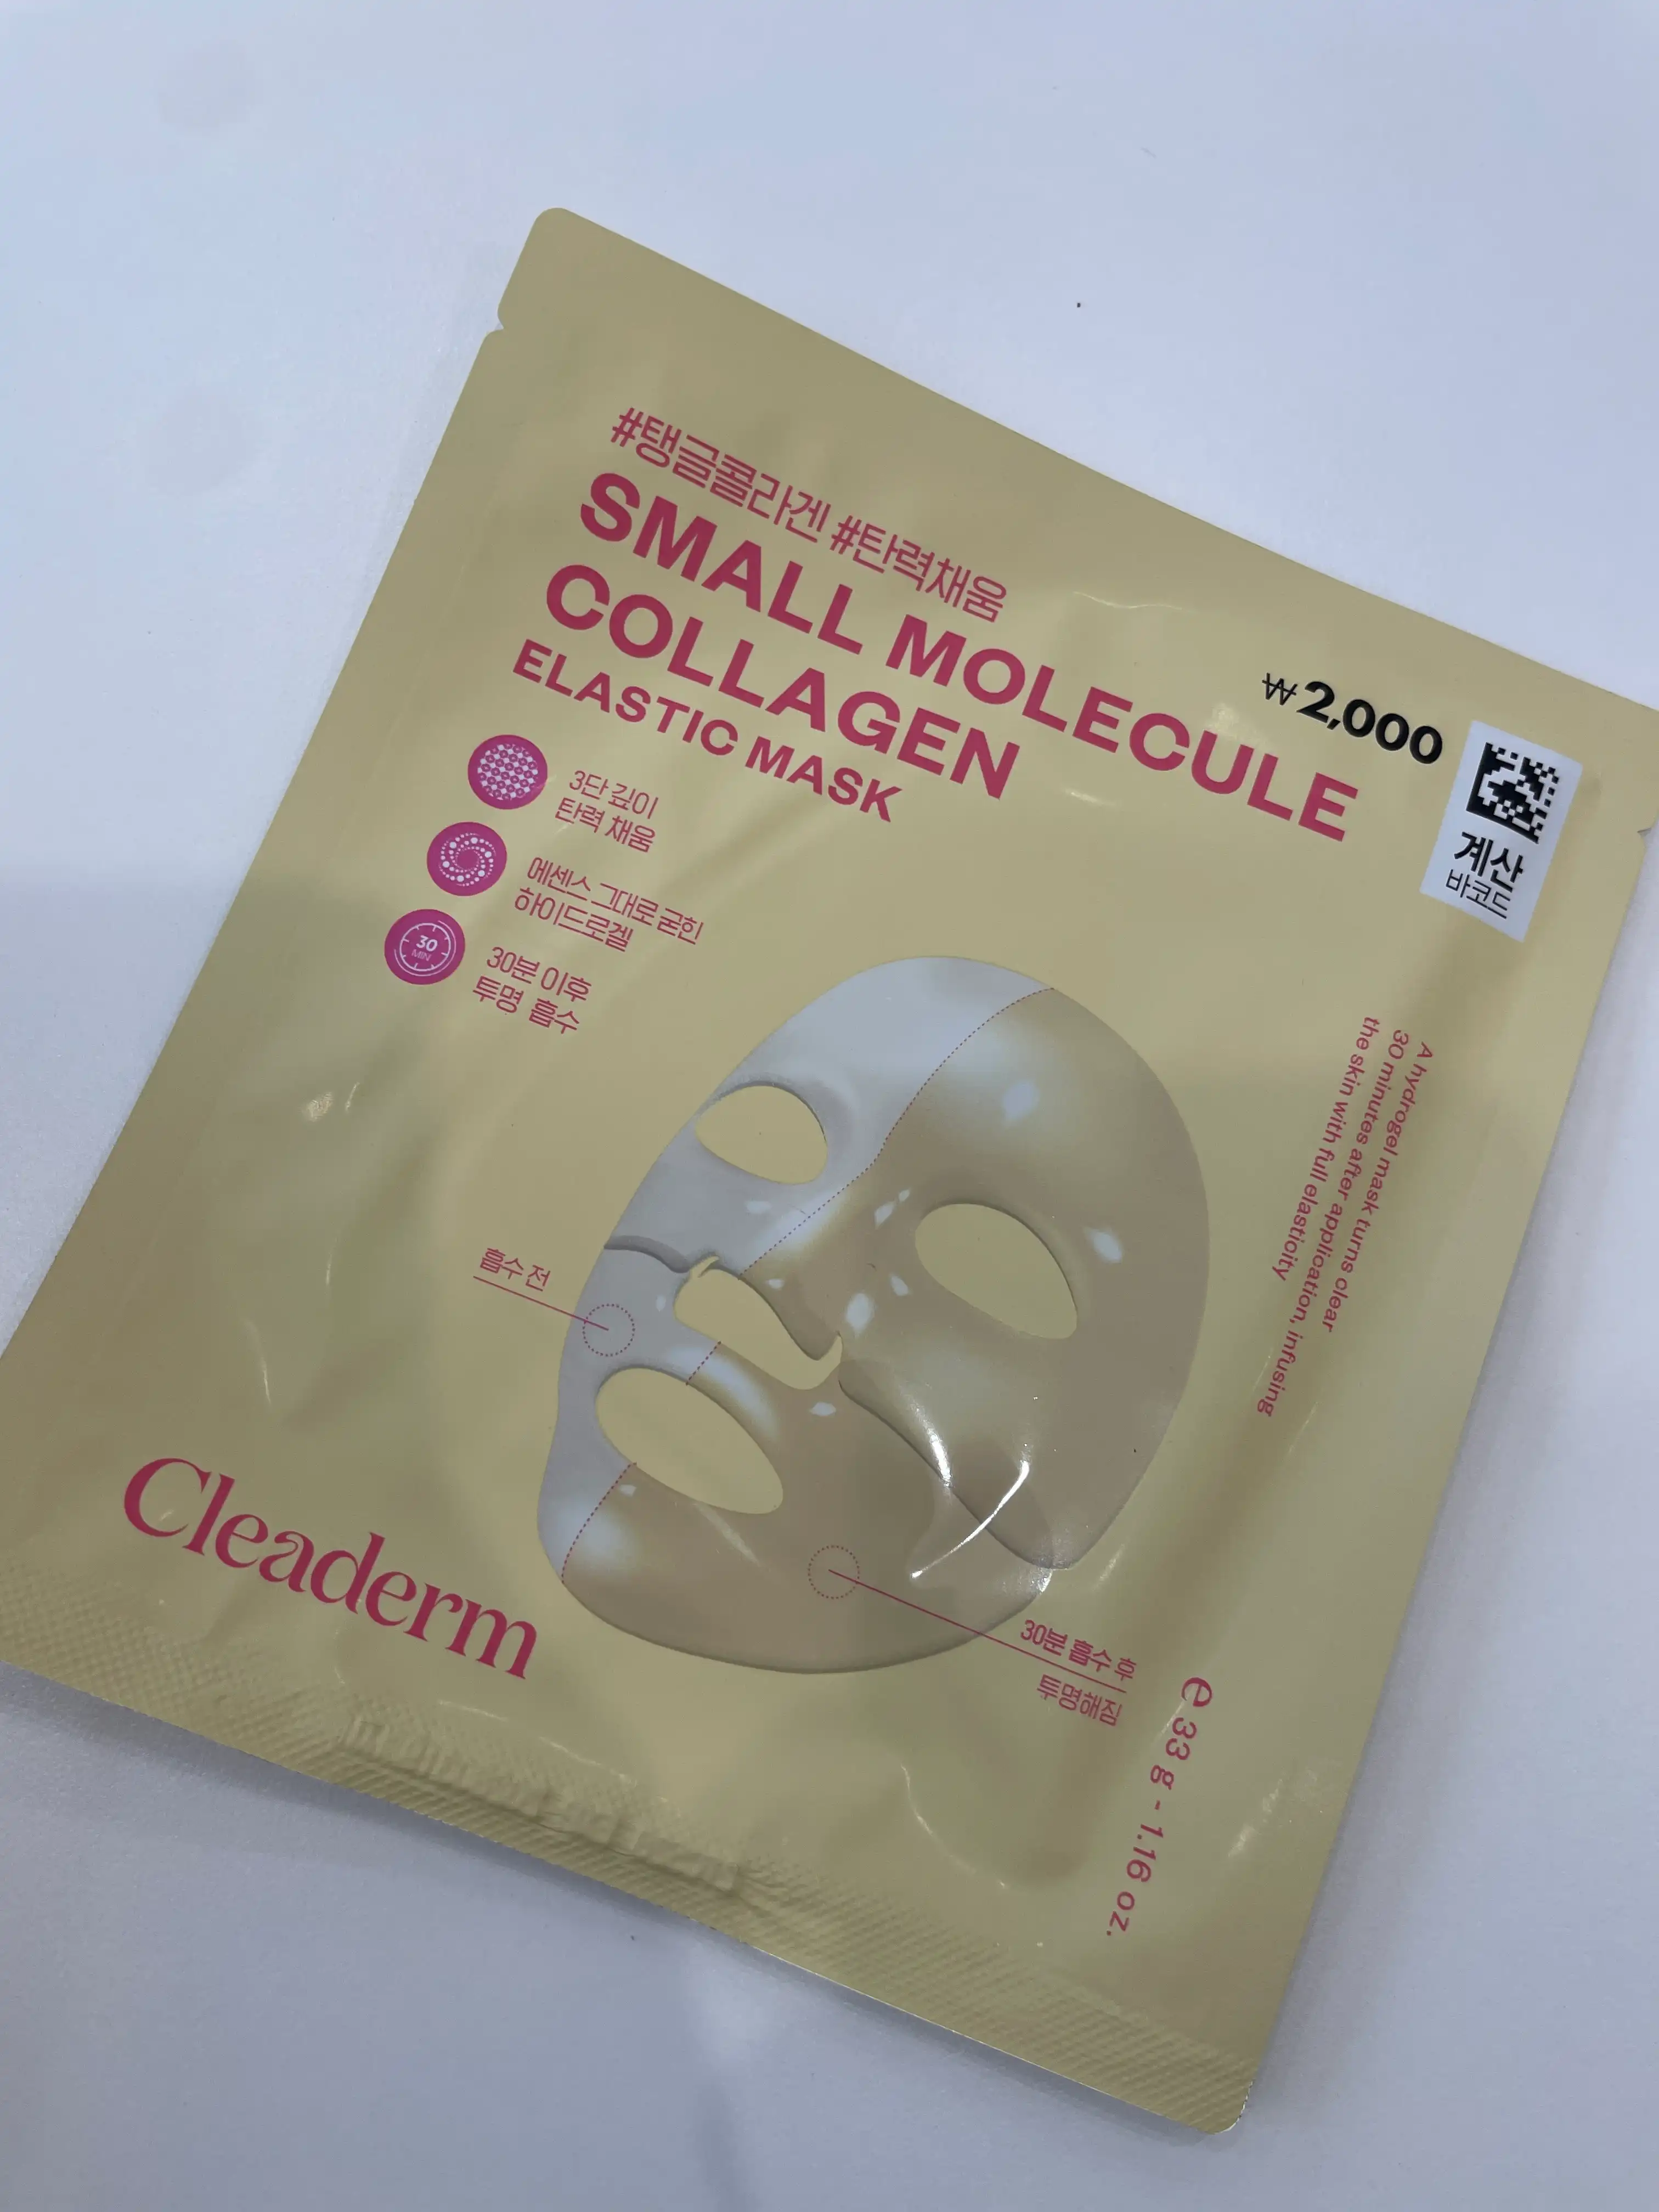 #탱글콜라겐 #탄력채움
SMALL MOLECULE
COLLAGEN
ELASTIC MASK
₩2,000
계산
바코드
3단 깊이
탄력 채움
에센스 그대로 굳힌
하이드로겔
30
MIN
30분 이후
투명 흡수
A hydrogel mask turns clear
30 minutes after application, infusing
the skin with full elasticity
흡수 전
30분 흡수 후
투명해짐
Cleaderm
e 33 g - 1.16 oz.